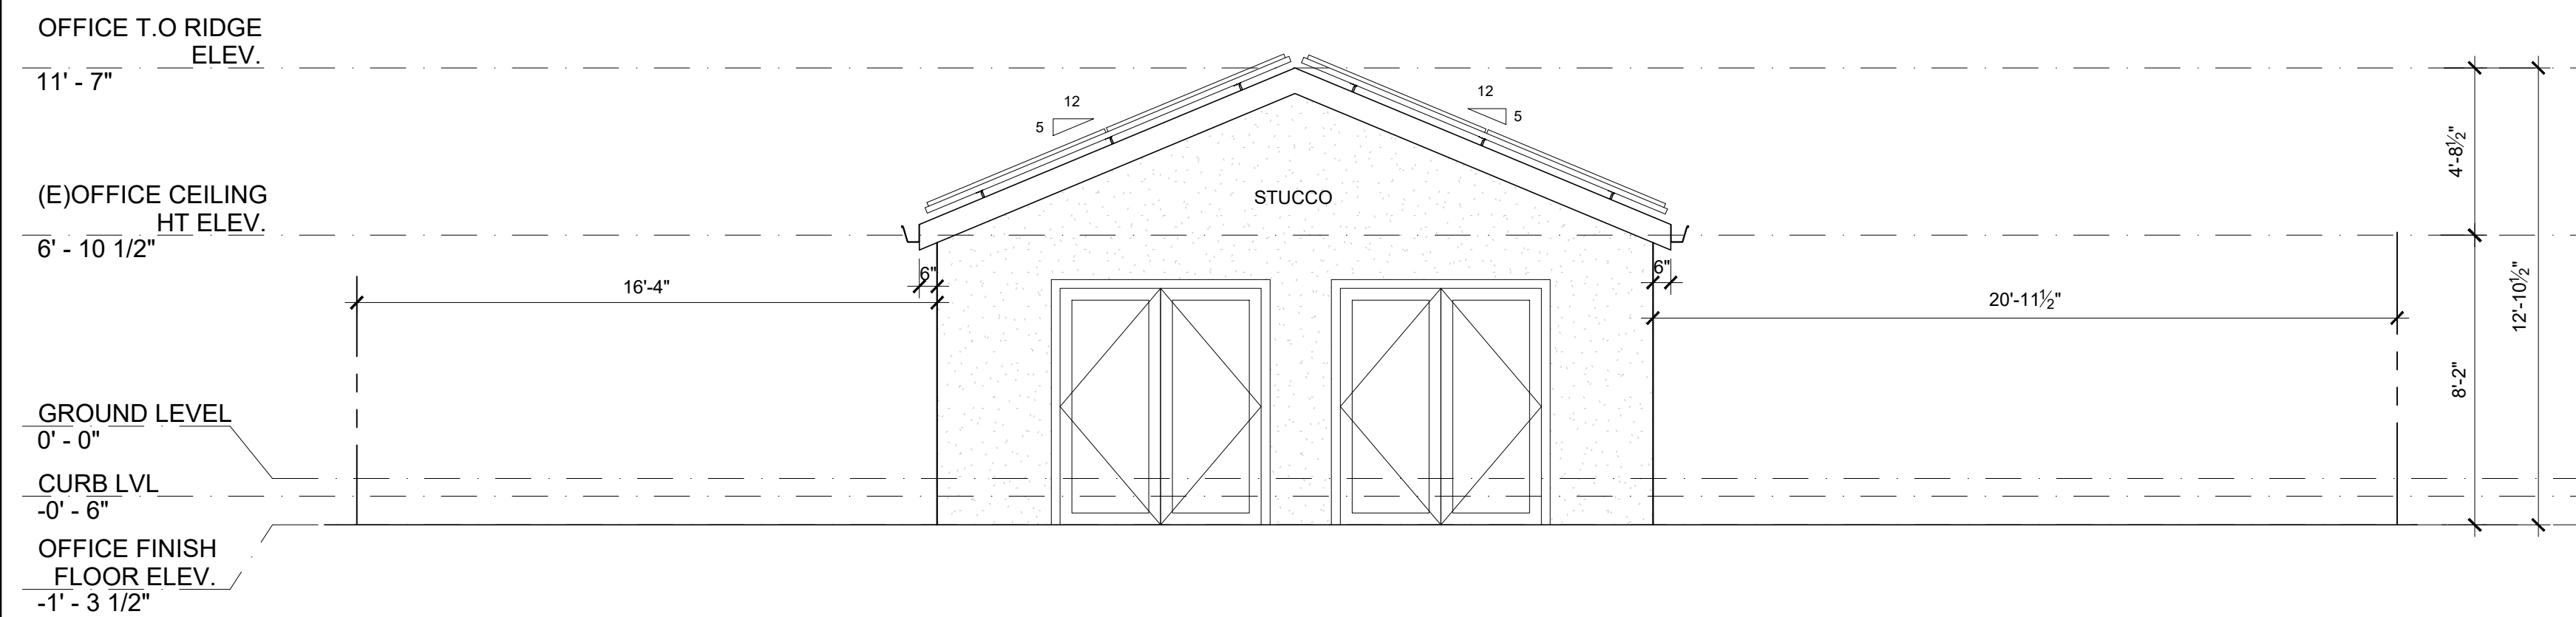 OFFICE T.O RIDGE
ELEV.
11' - 7"
12
5
12
5
4'-8½"
(E)OFFICE CEILING
HT ELEV.
6' - 10 1/2"
STUCCO
6"
6"
16'-4"
20'-11½"
12'-10½"
8'-2"
GROUND LEVEL
0' - 0"
CURB LVL
-0' - 6"
OFFICE FINISH
FLOOR ELEV.
-1' - 3 1/2"